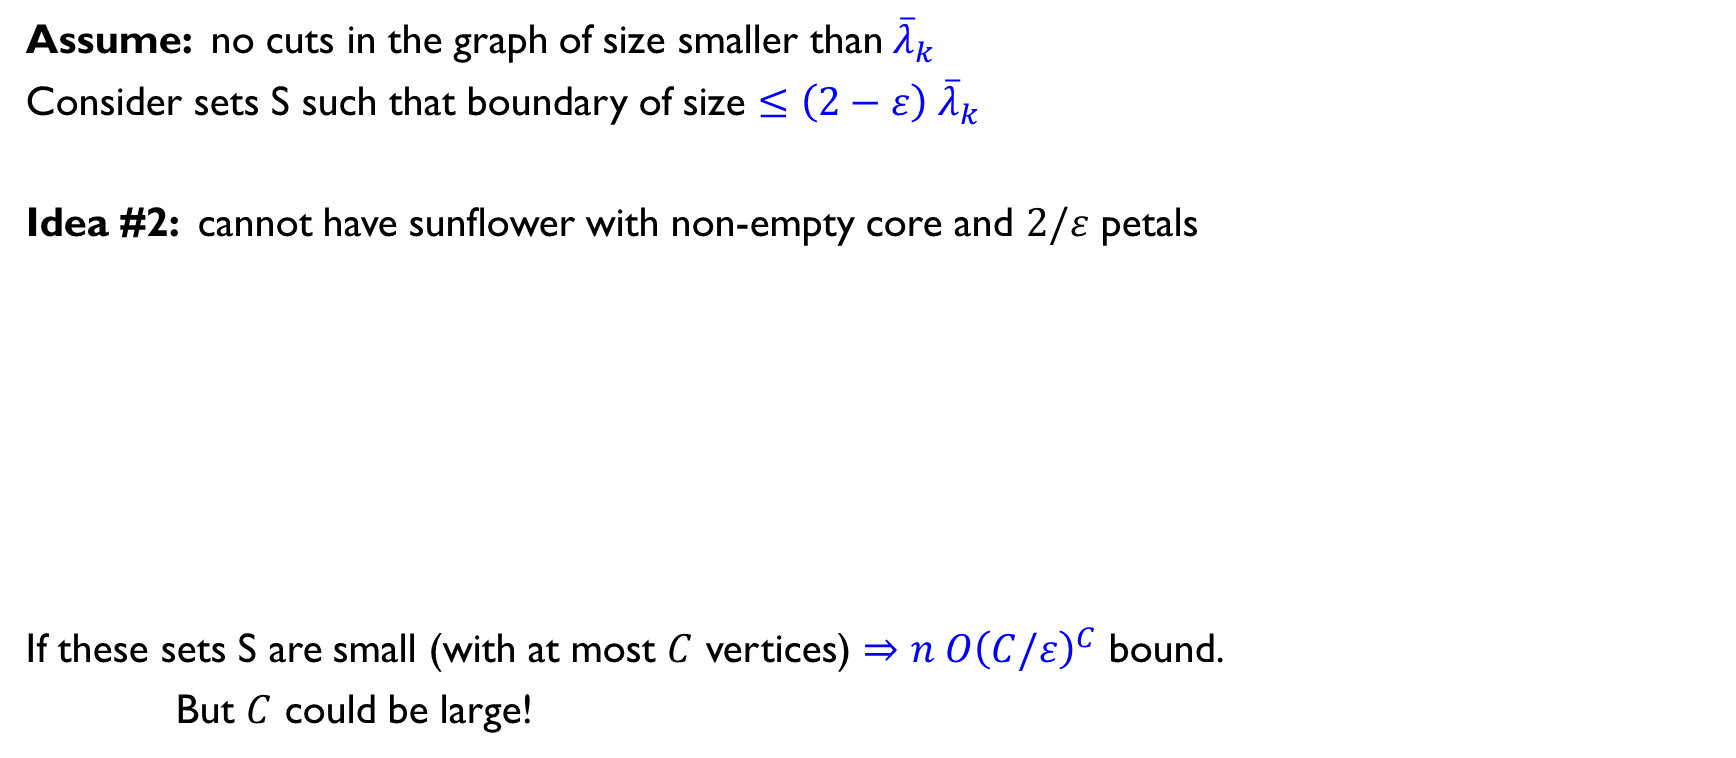 Assume: no cuts in the graph of size smaller than λ̄ₖ
Consider sets S such that boundary of size ≤ (2 − ε) λ̄ₖ
Idea #2: cannot have sunflower with non-empty core and 2/ε petals
If these sets S are small (with at most C vertices) ⇒ n O(C/ε)^C bound.
But C could be large!